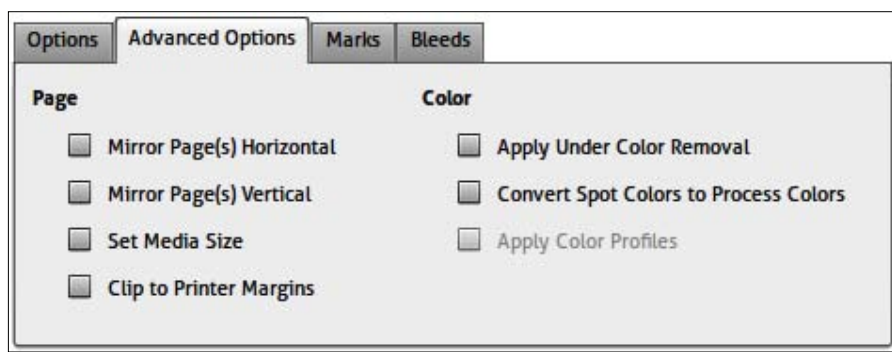 Options Advanced Options Marks Bleeds
Page
Mirror Page(s) Horizontal
Mirror Page(s) Vertical
Set Media Size
Clip to Printer Margins
Color
Apply Under Color Removal
Convert Spot Colors to Process Colors
Apply Color Profiles